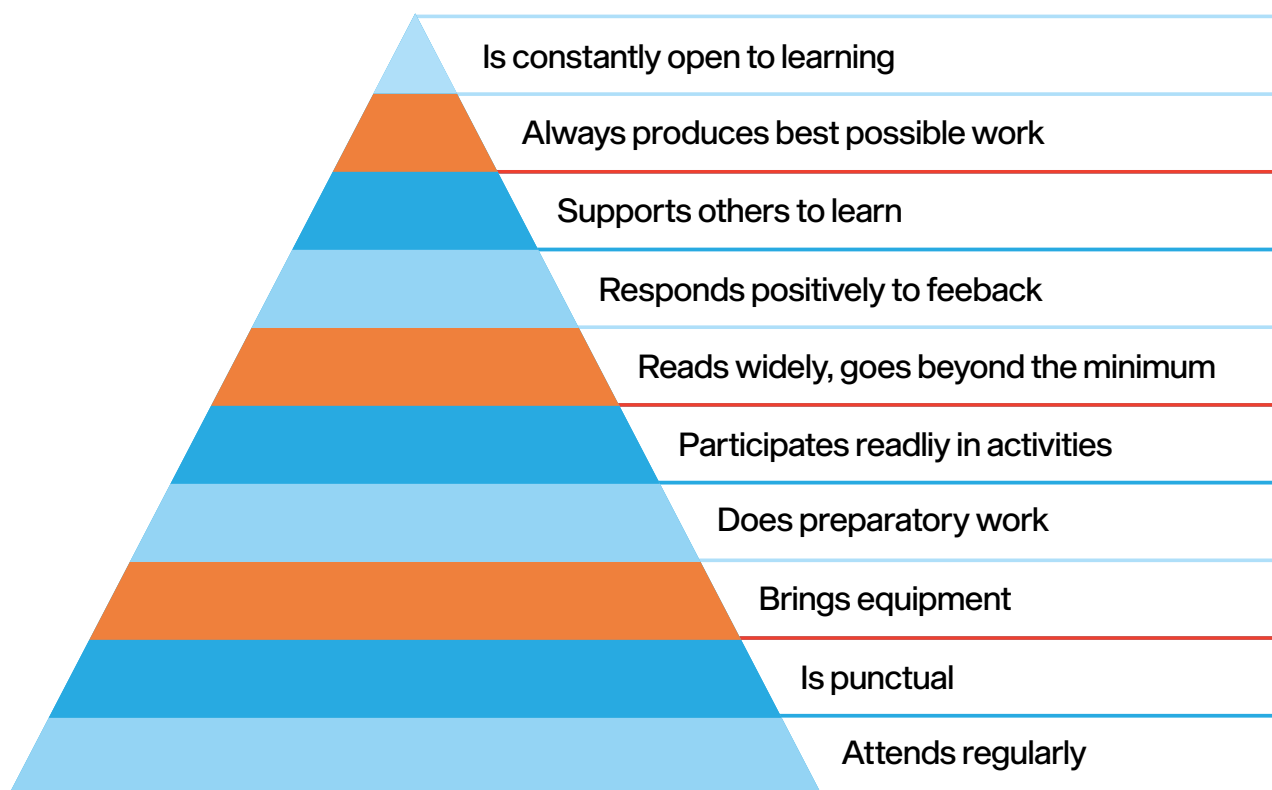 Is constantly open to learning
Always produces best possible work
Supports others to learn
Responds positively to feeback
Reads widely, goes beyond the minimum
Participates readliy in activities
Does preparatory work
Brings equipment
Is punctual
Attends regularly